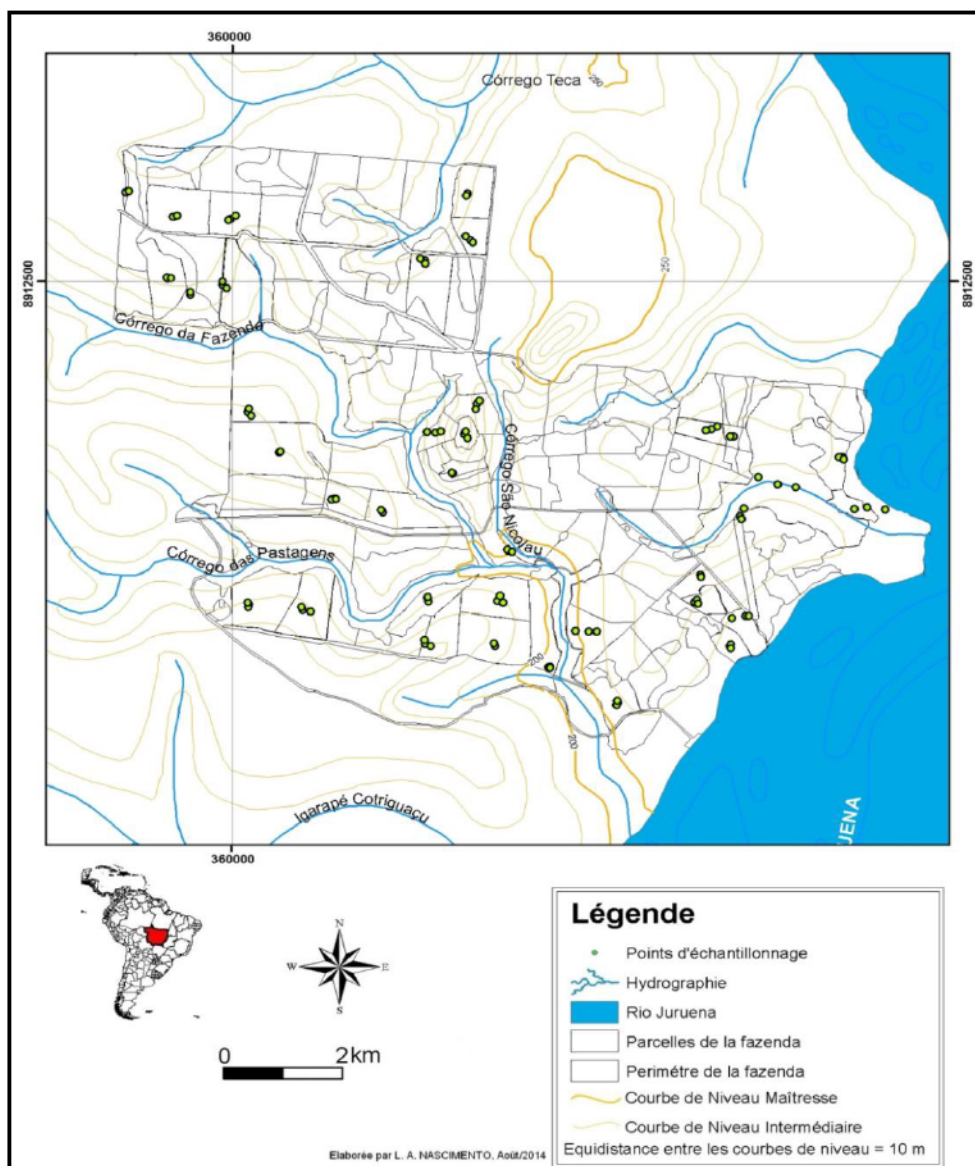 360000
Córrego Teca
250
8912500
8912500
250
Córrego da Fazenda
Córrego São Nicolau
Córrego das Pastagens
200
200
Igarapé Cotriguaçu
UENA
360000
N
W
E
S
0
2km
Légende
Points d'échantillonnage
Hydrographie
Rio Juruena
Parcelles de la fazenda
Perimétre de la fazenda
Courbe de Niveau Maîtresse
Courbe de Niveau Intermédiaire
Equidistance entre les courbes de niveau = 10 m
Elaborée par L. A. NASCIMENTO, Août/2014